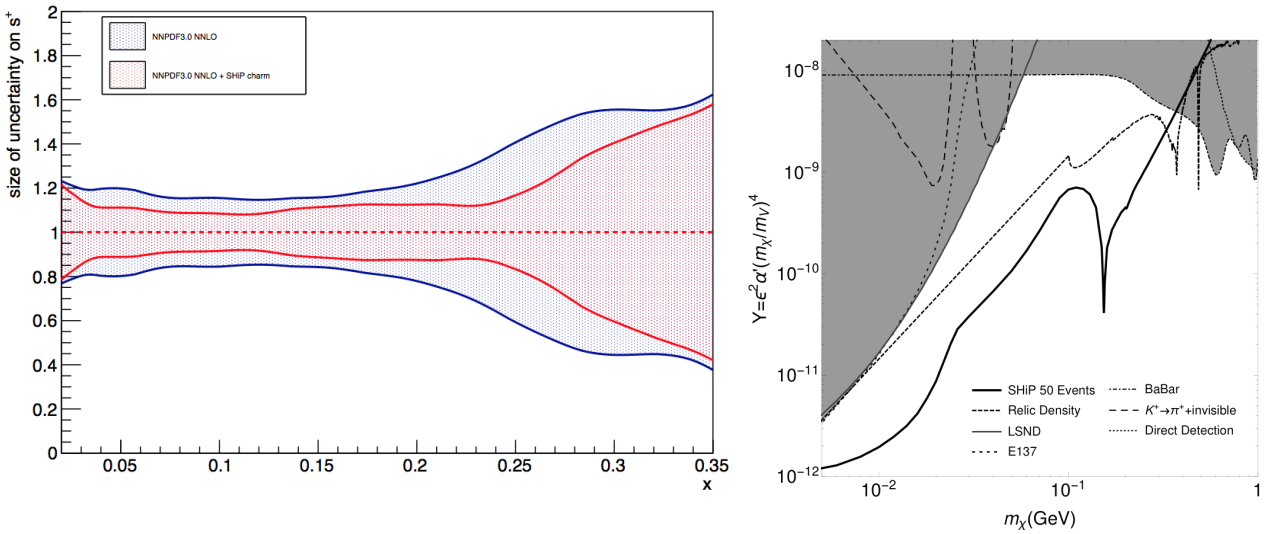 size of uncertainty on s⁺
2
1.8
1.6
1.4
1.2
1
0.8
0.6
0.4
0.2
0
NNPDF3.0 NNLO
NNPDF3.0 NNLO + SHiP charm
0.05 0.1 0.15 0.2 0.25 0.3 0.35
x
Y=ϵ²α'(mχ/mV)⁴
10⁻⁸
10⁻⁹
10⁻¹⁰
10⁻¹¹
10⁻¹²
SHiP 50 Events
Relic Density
LSND
E137
BaBar
K⁺→π⁺+invisible
Direct Detection
10⁻² 10⁻¹ 1
mχ(GeV)